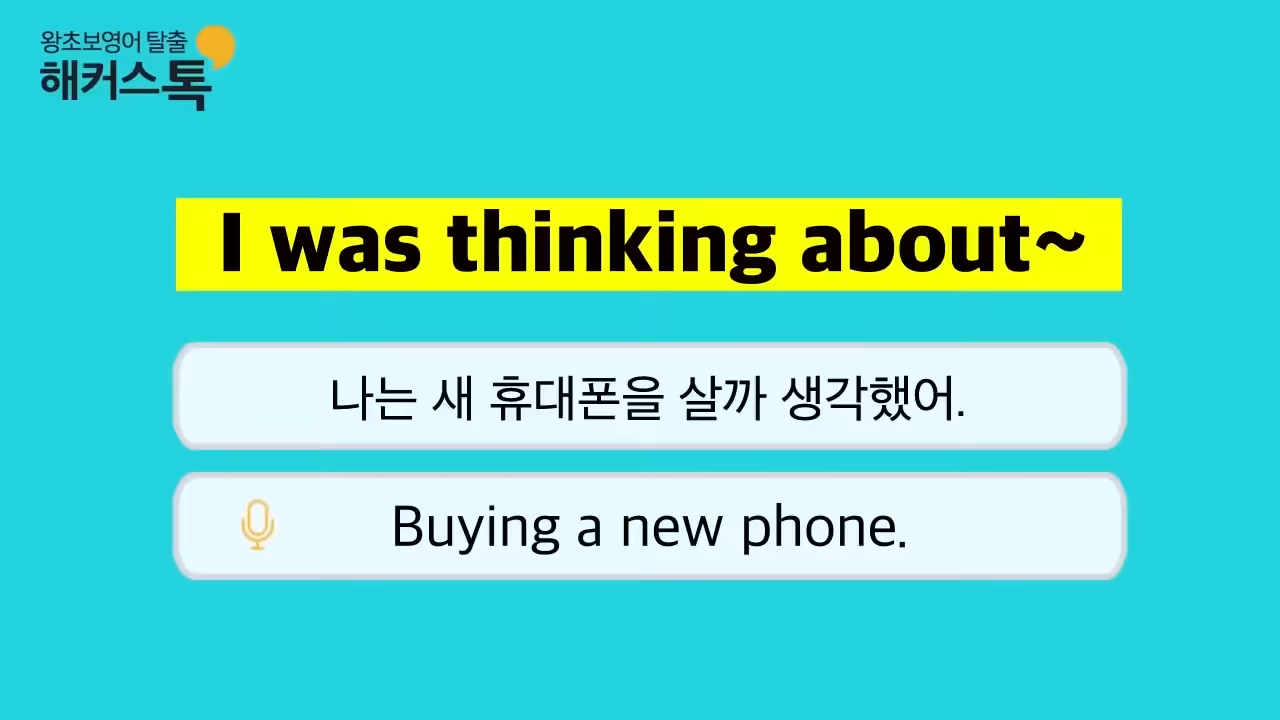 왕초보영어 탈출
해커스톡
I was thinking about~
나는 새 휴대폰을 살까 생각했어.
Buying a new phone.